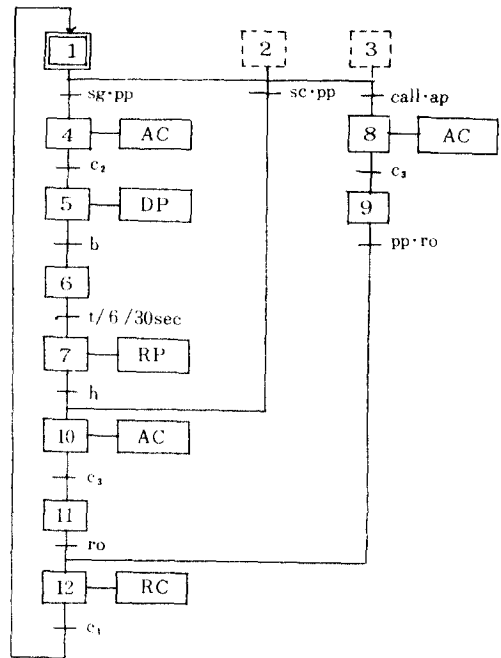 1 2 3
sg·pp sc·pp call·ap
4 AC 8 AC
c₂ c₃
5 DP 9
b pp·ro
6
t/6/30sec
7 RP
h
10 AC
c₃
11
ro
12 RC
c₁